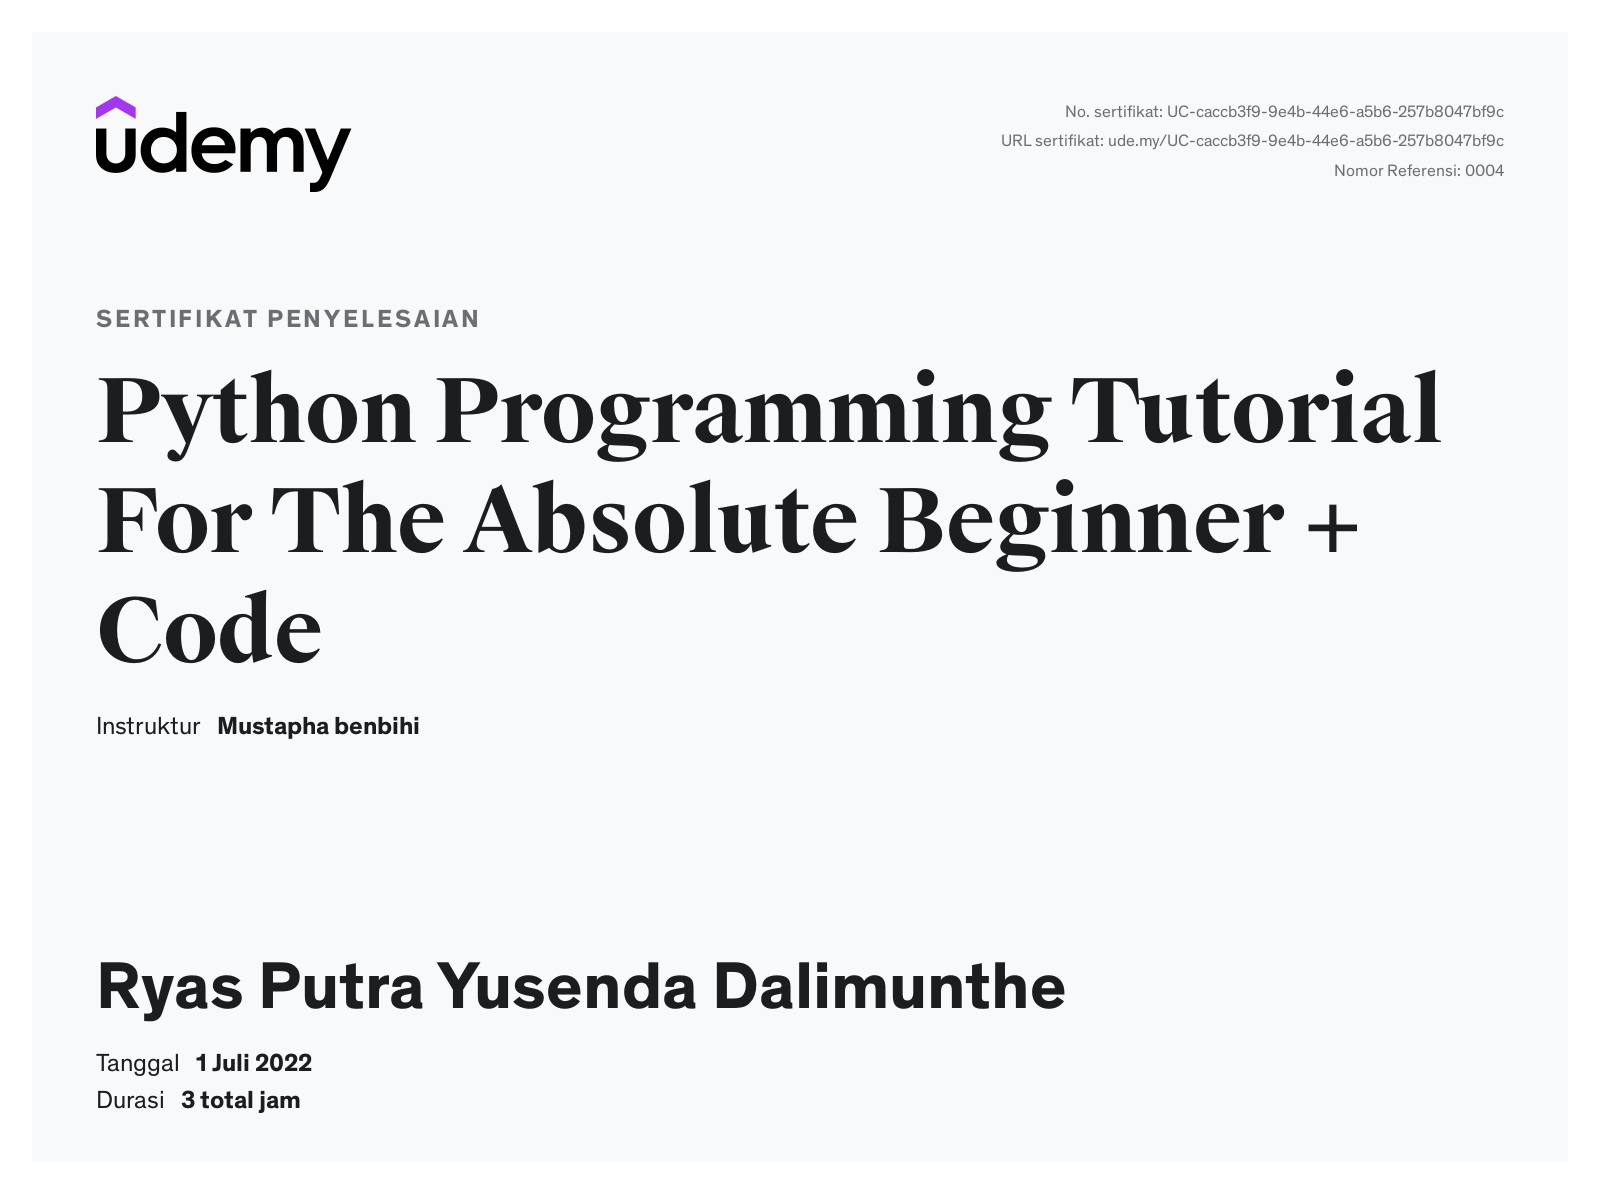 udemy
No. sertifikat: UC-caccb3f9-9e4b-44e6-a5b6-257b8047bf9c
URL sertifikat: ude.my/UC-caccb3f9-9e4b-44e6-a5b6-257b8047bf9c
Nomor Referensi: 0004
SERTIFIKAT PENYELESAIAN
Python Programming Tutorial
For The Absolute Beginner +
Code
Instruktur Mustapha benbihi
Ryas Putra Yusenda Dalimunthe
Tanggal 1 Juli 2022
Durasi 3 total jam